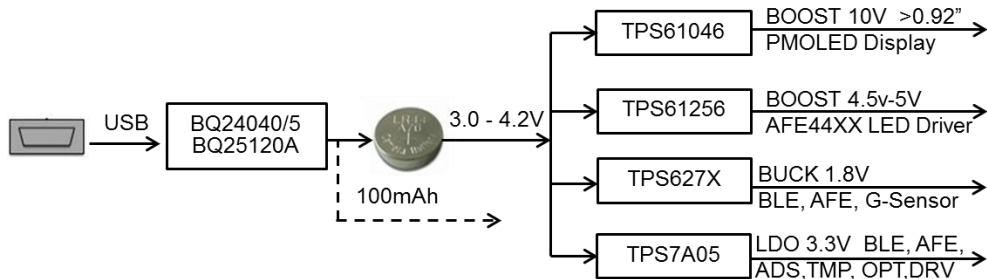 USB
BQ24040/5
BQ25120A
100mAh
3.0 - 4.2V
TPS61046
BOOST 10V >0.92”
PMOLED Display
TPS61256
BOOST 4.5v-5V
AFE44XX LED Driver
TPS627X
BUCK 1.8V
BLE, AFE, G-Sensor
TPS7A05
LDO 3.3V BLE, AFE,
ADS,TMP, OPT,DRV